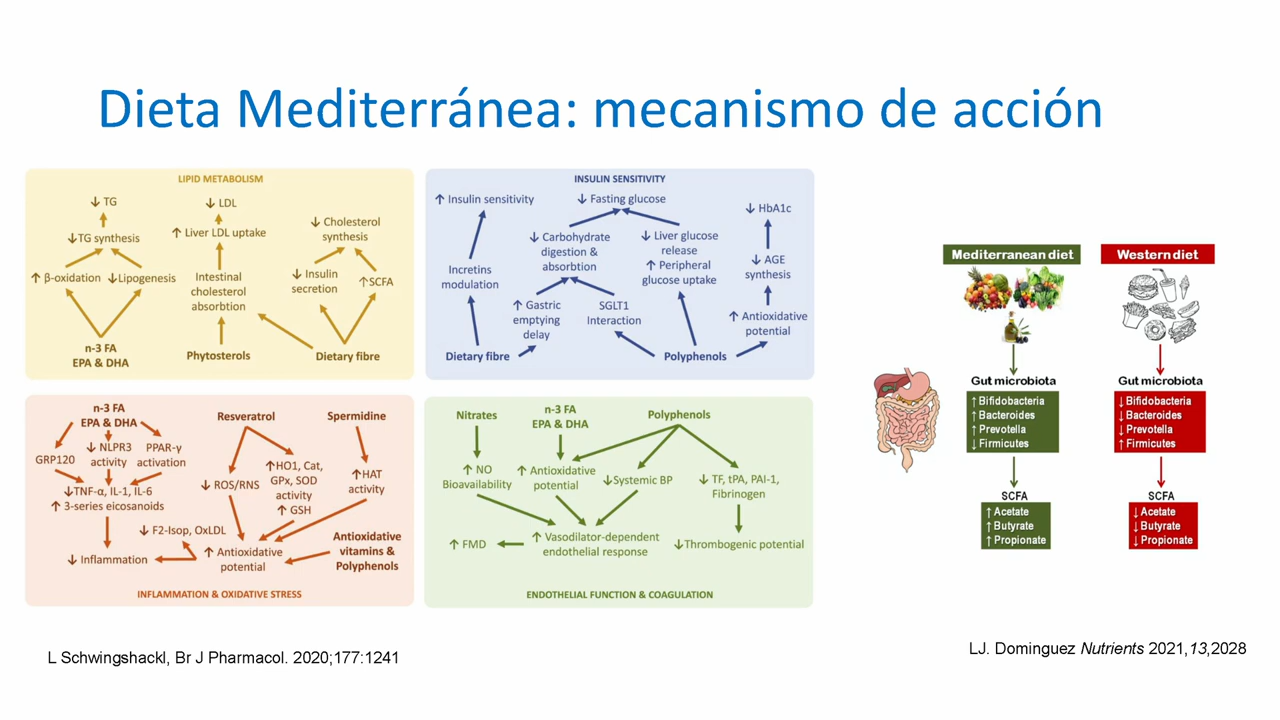 Dieta Mediterránea: mecanismo de acción
LIPID METABOLISM
↓ TG
↓TG synthesis
↑ β-oxidation
↓Lipogenesis
n-3 FA
EPA & DHA
↓ LDL
↑ Liver LDL uptake
Intestinal
cholesterol
absorbtion
Phytosterols
↓ Cholesterol
synthesis
↓ Insulin
secretion
↑SCFA
Dietary fibre
INSULIN SENSITIVITY
↑ Insulin sensitivity
Incretins
modulation
Dietary fibre
↓ Fasting glucose
↓ Carbohydrate
digestion &
absorbtion
↑ Gastric
emptying
delay
SGLT1
Interaction
↓ Liver glucose
release
↑ Peripheral
glucose uptake
Polyphenols
↓ HbA1c
↓ AGE
synthesis
↑ Antioxidative
potential
n-3 FA
EPA & DHA
GRP120
↓ NLPR3
activity
PPAR-γ
activation
↓TNF-α, IL-1, IL-6
↑ 3-series eicosanoids
↓ Inflammation
Resveratrol
↓ ROS/RNS
↑HO1, Cat,
GPx, SOD
activity
↑ GSH
Spermidine
↑HAT
activity
↓ F2-Isop, OxLDL
↑ Antioxidative
potential
Antioxidative
vitamins &
Polyphenols
INFLAMMATION & OXIDATIVE STRESS
Nitrates
n-3 FA
EPA & DHA
Polyphenols
↑ NO
Bioavailability
↑ Antioxidative
potential
↓Systemic BP
↓ TF, tPA, PAI-1,
Fibrinogen
↑ FMD
↑ Vasodilator-dependent
endothelial response
↓Thrombogenic potential
ENDOTHELIAL FUNCTION & COAGULATION
Mediterranean diet
Gut microbiota
↑ Bifidobacteria
↑ Bacteroides
↑ Prevotella
↓ Firmicutes
SCFA
↑ Acetate
↑ Butyrate
↑ Propionate
Western diet
Gut microbiota
↓ Bifidobacteria
↓ Bacteroides
↓ Prevotella
↑ Firmicutes
SCFA
↓ Acetate
↓ Butyrate
↓ Propionate
L Schwingshackl, Br J Pharmacol. 2020;177:1241
LJ. Dominguez Nutrients 2021,13,2028